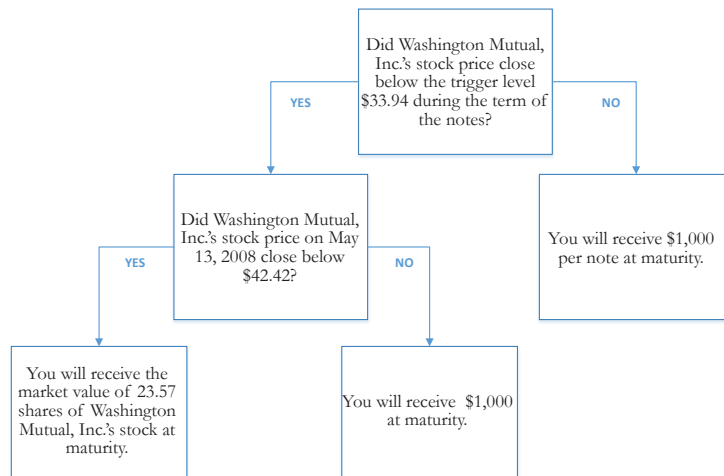 Did Washington Mutual,
Inc.'s stock price close
below the trigger level
$33.94 during the term of
the notes?
YES
NO
Did Washington Mutual,
Inc.'s stock price on May
13, 2008 close below
$42.42?
You will receive $1,000
per note at maturity.
YES
NO
You will receive the
market value of 23.57
shares of Washington
Mutual, Inc.'s stock at
maturity.
You will receive $1,000
at maturity.